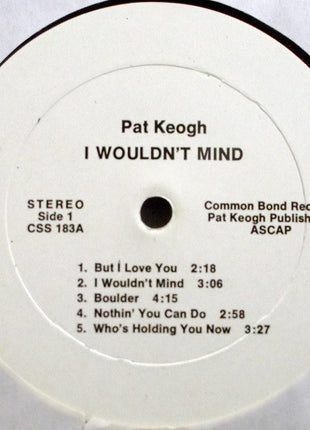 Pat Keogh
I WOULDN'T MIND
STEREO
Side 1
CSS 183A
Common Bond Rec
Pat Keogh Publish
ASCAP
1. But I Love You 2:18
2. I Wouldn't Mind 3:06
3. Boulder 4:15
4. Nothin' You Can Do 2:58
5. Who's Holding You Now 3:27